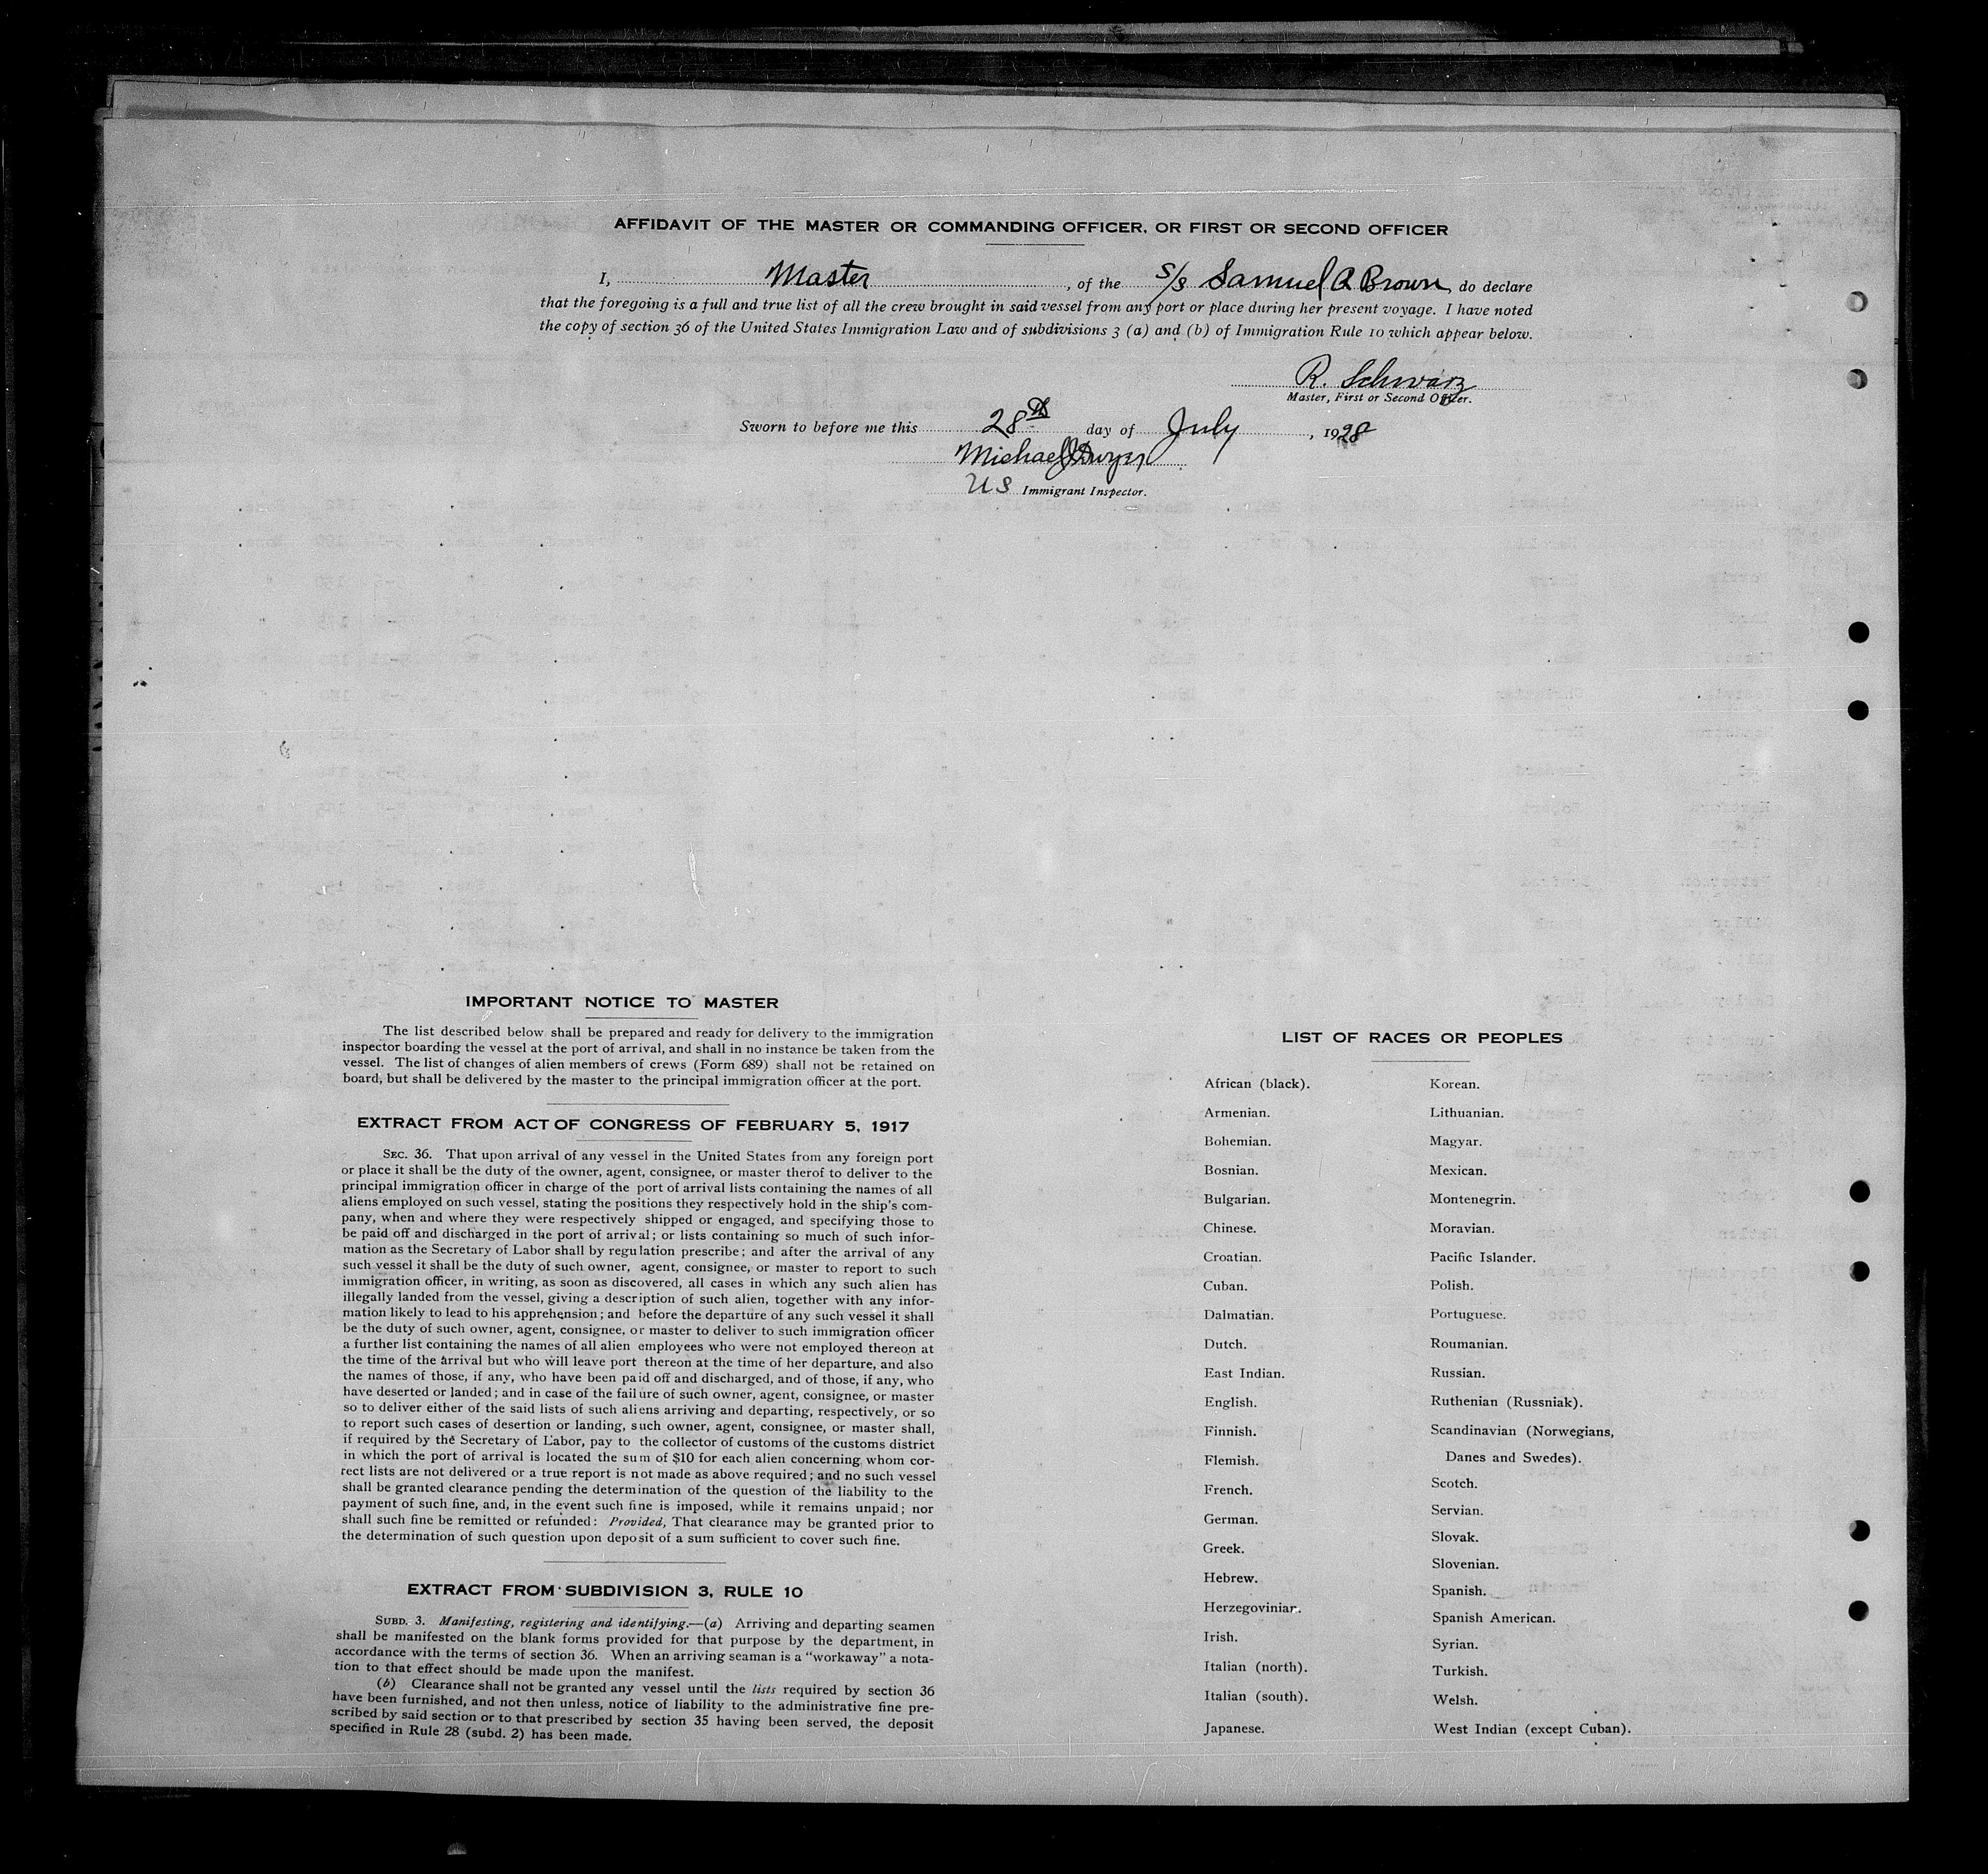 AFFIDAVIT OF THE MASTER OR COMMANDING OFFICER, OR FIRST OR SECOND OFFICER
I, Master, of the S/S Samuel Q Brown, do declare
that the foregoing is a full and true list of all the crew brought in said vessel from any port or place during her present voyage. I have noted
the copy of section 36 of the United States Immigration Law and of subdivisions 3 (a) and (b) of Immigration Rule 10 which appear below.
R. Schwarz
Master, First or Second Officer.
Sworn to before me this 28th day of July, 1928
Michael J Dwyer
US Immigrant Inspector.
IMPORTANT NOTICE TO MASTER
The list described below shall be prepared and ready for delivery to the immigration
inspector boarding the vessel at the port of arrival, and shall in no instance be taken from the
vessel. The list of changes of alien members of crews (Form 689) shall not be retained on
board, but shall be delivered by the master to the principal immigration officer at the port.
EXTRACT FROM ACT OF CONGRESS OF FEBRUARY 5, 1917
SEC. 36. That upon arrival of any vessel in the United States from any foreign port
or place it shall be the duty of the owner, agent, consignee, or master therof to deliver to the
principal immigration officer in charge of the port of arrival lists containing the names of all
aliens employed on such vessel, stating the positions they respectively hold in the ship's com-
pany, when and where they were respectively shipped or engaged, and specifying those to
be paid off and discharged in the port of arrival; or lists containing so much of such infor-
mation as the Secretary of Labor shall by regulation prescribe; and after the arrival of any
such vessel it shall be the duty of such owner, agent, consignee, or master to report to such
immigration officer, in writing, as soon as discovered, all cases in which any such alien has
illegally landed from the vessel, giving a description of such alien, together with any infor-
mation likely to lead to his apprehension; and before the departure of any such vessel it shall
be the duty of such owner, agent, consignee, or master to deliver to such immigration officer
a further list containing the names of all alien employees who were not employed thereon at
the time of the arrival but who will leave port thereon at the time of her departure, and also
the names of those, if any, who have been paid off and discharged, and of those, if any, who
have deserted or landed; and in case of the failure of such owner, agent, consignee, or master
so to deliver either of the said lists of such aliens arriving and departing, respectively, or so
to report such cases of desertion or landing, such owner, agent, consignee, or master shall,
if required by the Secretary of Labor, pay to the collector of customs of the customs district
in which the port of arrival is located the sum of $10 for each alien concerning whom cor-
rect lists are not delivered or a true report is not made as above required; and no such vessel
shall be granted clearance pending the determination of the question of the liability to the
payment of such fine, and, in the event such fine is imposed, while it remains unpaid; nor
shall such fine be remitted or refunded: Provided, That clearance may be granted prior to
the determination of such question upon deposit of a sum sufficient to cover such fine.
EXTRACT FROM SUBDIVISION 3, RULE 10
SUBD. 3. Manifesting, registering and identifying.—(a) Arriving and departing seamen
shall be manifested on the blank forms provided for that purpose by the department, in
accordance with the terms of section 36. When an arriving seaman is a "workaway" a nota-
tion to that effect should be made upon the manifest.
(b) Clearance shall not be granted any vessel until the lists required by section 36
have been furnished, and not then unless, notice of liability to the administrative fine pre-
scribed by said section or to that prescribed by section 35 having been served, the deposit
specified in Rule 28 (subd. 2) has been made.
LIST OF RACES OR PEOPLES
African (black).
Armenian.
Bohemian.
Bosnian.
Bulgarian.
Chinese.
Croatian.
Cuban.
Dalmatian.
Dutch.
East Indian.
English.
Finnish.
Flemish.
French.
German.
Greek.
Hebrew.
Herzegovinian.
Irish.
Italian (north).
Italian (south).
Japanese.
Korean.
Lithuanian.
Magyar.
Mexican.
Montenegrin.
Moravian.
Pacific Islander.
Polish.
Portuguese.
Roumanian.
Russian.
Ruthenian (Russniak).
Scandinavian (Norwegians,
Danes and Swedes).
Scotch.
Servian.
Slovak.
Slovenian.
Spanish.
Spanish American.
Syrian.
Turkish.
Welsh.
West Indian (except Cuban).